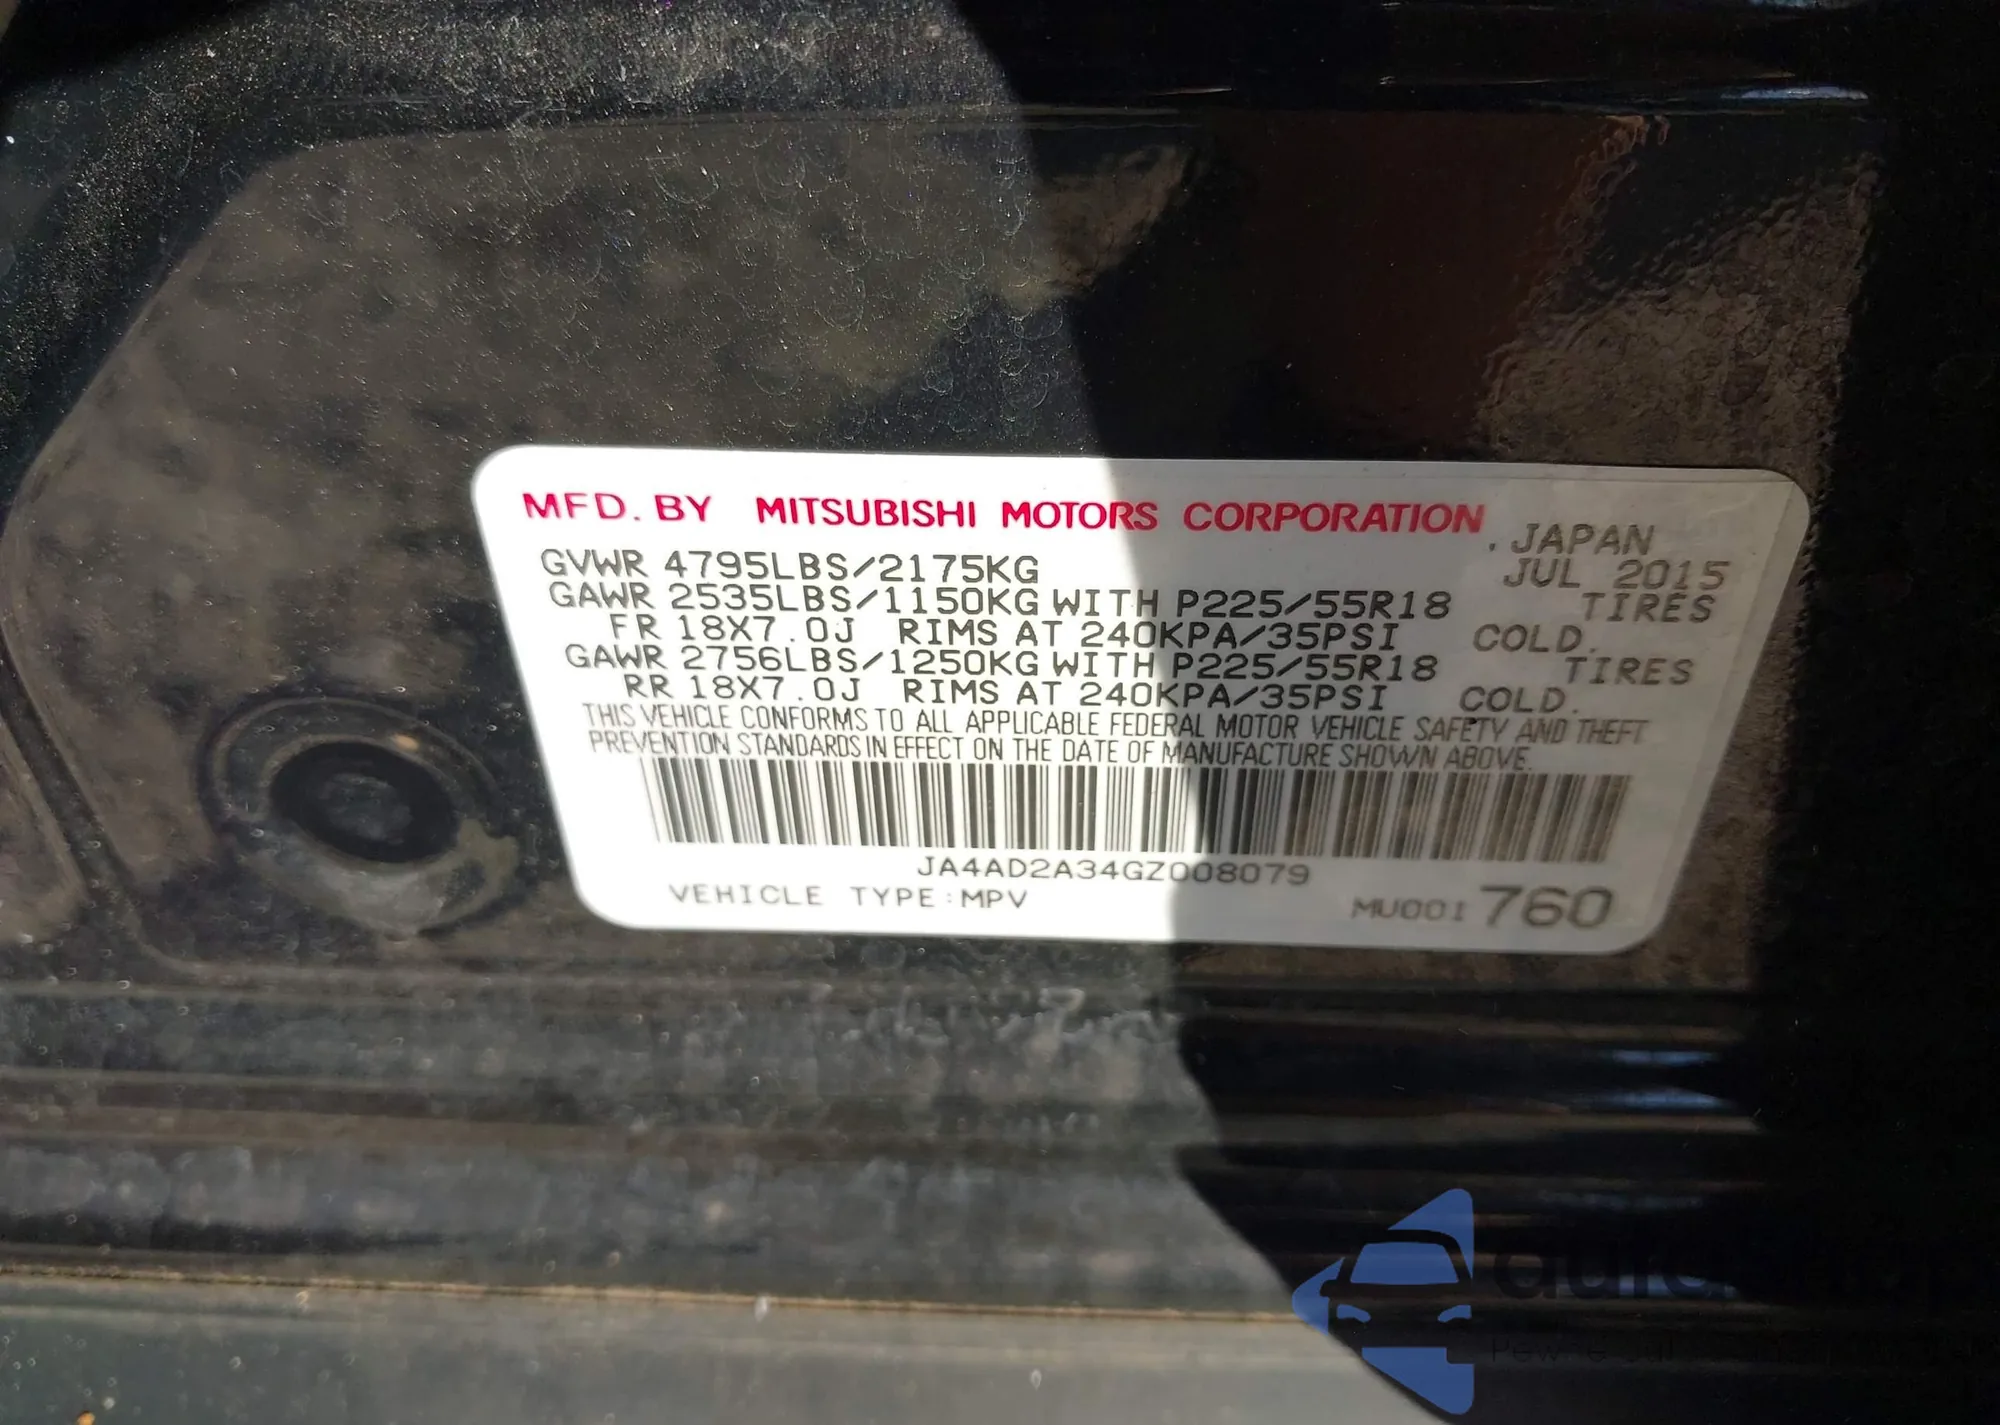 MFD. BY MITSUBISHI MOTORS CORPORATION
. JAPAN
GVWR 4795LBS/2175KG JUL 2015
GAWR 2535LBS/1150KG WITH P225/55R18 TIRES
FR 18X7.0J RIMS AT 240KPA/35PSI COLD.
GAWR 2756LBS/1250KG WITH P225/55R18 TIRES
RR 18X7.0J RIMS AT 240KPA/35PSI COLD.
THIS VEHICLE CONFORMS TO ALL APPLICABLE FEDERAL MOTOR VEHICLE SAFETY AND THEFT
PREVENTION STANDARDS IN EFFECT ON THE DATE OF MANUFACTURE SHOWN ABOVE.
JA4AD2A34GZ008079
VEHICLE TYPE:MPV MU001 760